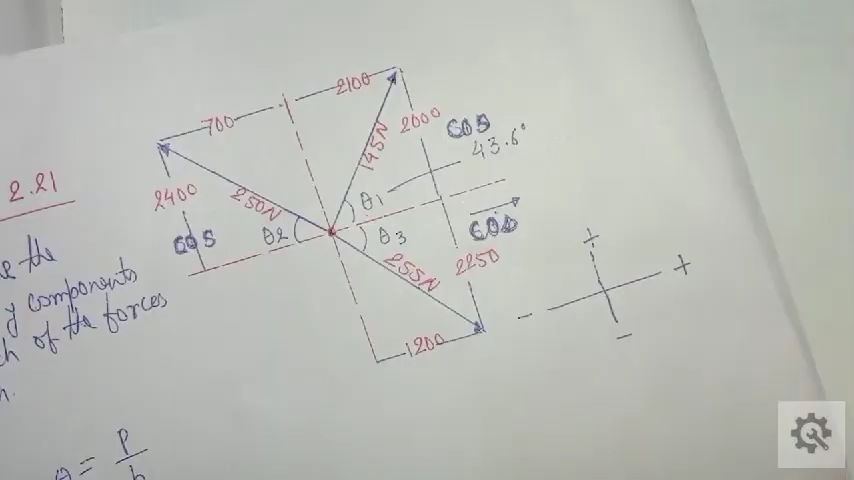 2.21
the
y components
of the forces
700
2100
2400
250N
145N
2000
cos
43.6°
cos
θ2
θ1
θ3
cos
255N
2250
1200
+
+
-
-
= P